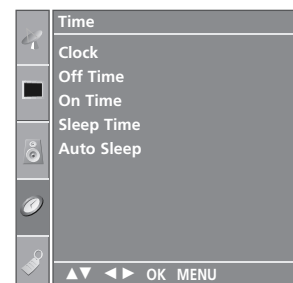 Time
Clock
Off Time
On Time
Sleep Time
Auto Sleep
▲▼ ◄► OK MENU